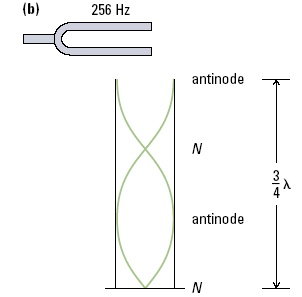 (b) 256 Hz
antinode
N
3/4 λ
antinode
N